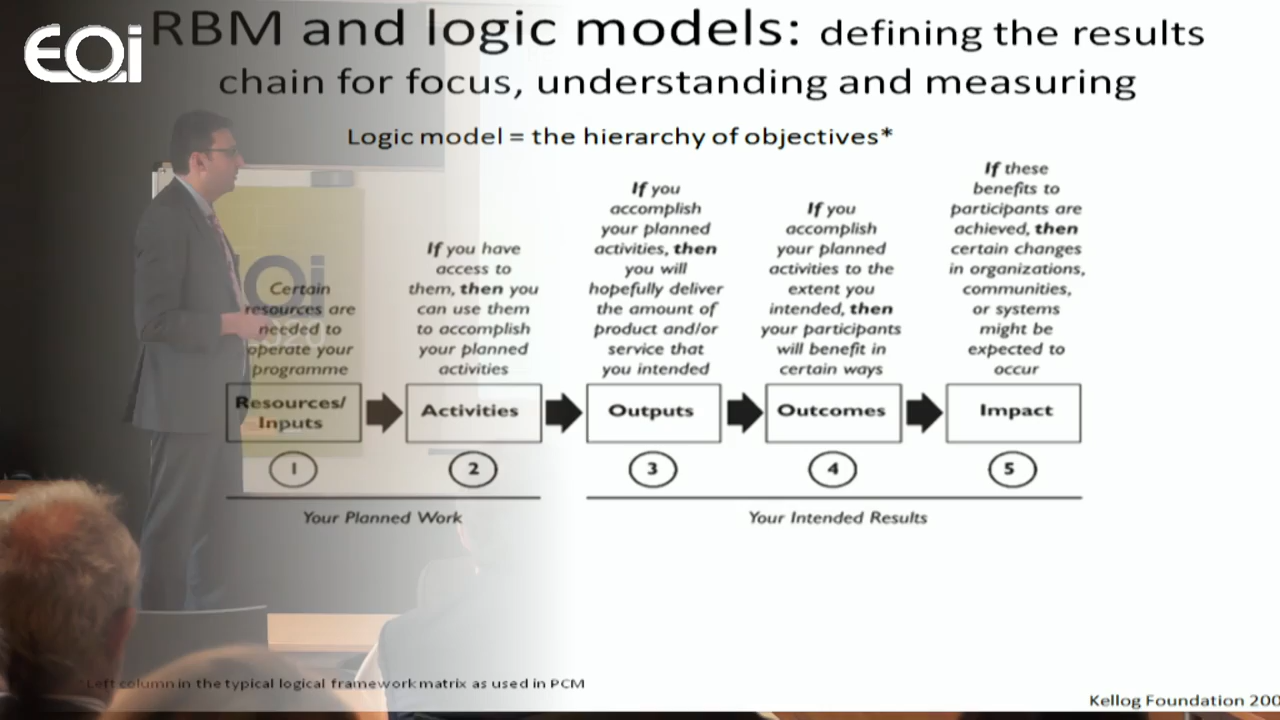 EOi
RBM and logic models: defining the results
chain for focus, understanding and measuring
Logic model = the hierarchy of objectives*
Certain
resources are
needed to
operate your
programme
If you have
access to
them, then you
can use them
to accomplish
your planned
activities
If you
accomplish
your planned
activities, then
you will
hopefully deliver
the amount of
product and/or
service that
you intended
If you
accomplish
your planned
activities to the
extent you
intended, then
your participants
will benefit in
certain ways
If these
benefits to
participants are
achieved, then
certain changes
in organizations,
communities,
or systems
might be
expected to
occur
Resources/
Inputs
Activities
Outputs
Outcomes
Impact
1
2
3
4
5
Your Planned Work
Your Intended Results
*Left column in the typical logical framework matrix as used in PCM
Kellog Foundation 200